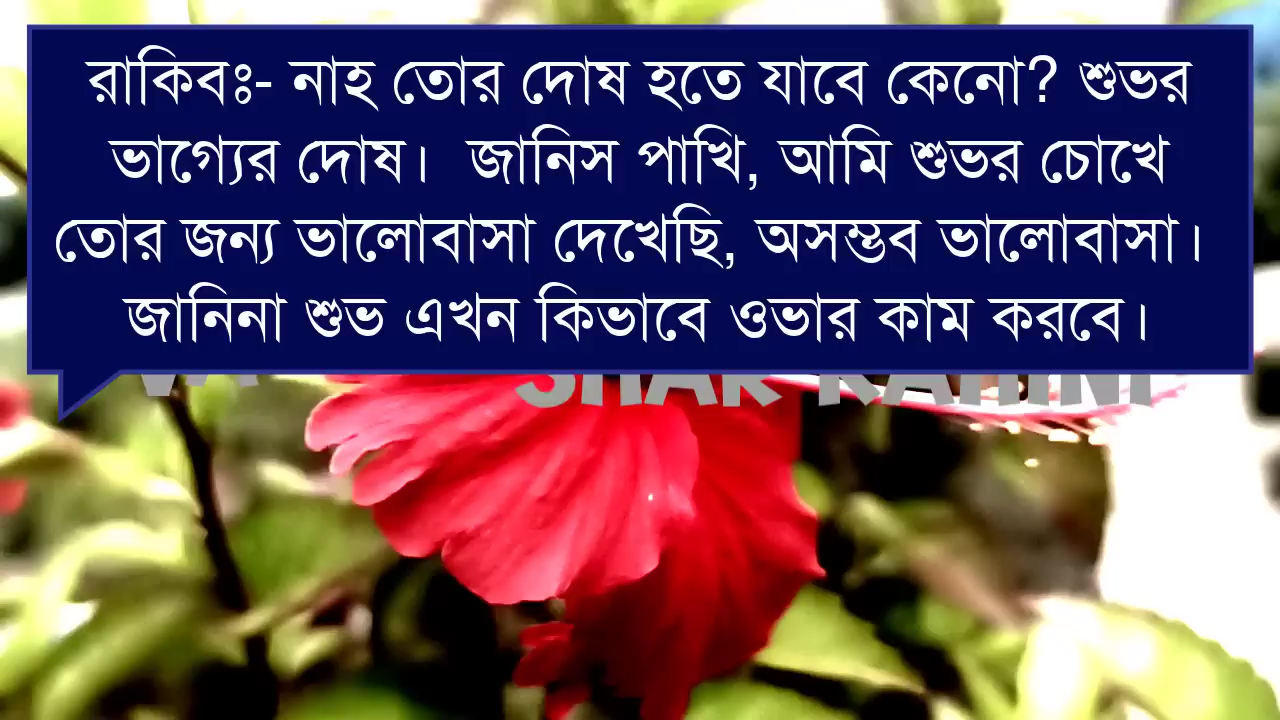 রাকিবঃ- নাহ তোর দোষ হতে যাবে কেনো? শুভর
ভাগ্যের দোষ। জানিস পাখি, আমি শুভর চোখে
তোর জন্য ভালোবাসা দেখেছি, অসম্ভব ভালোবাসা।
জানিনা শুভ এখন কিভাবে ওভার কাম করবে।